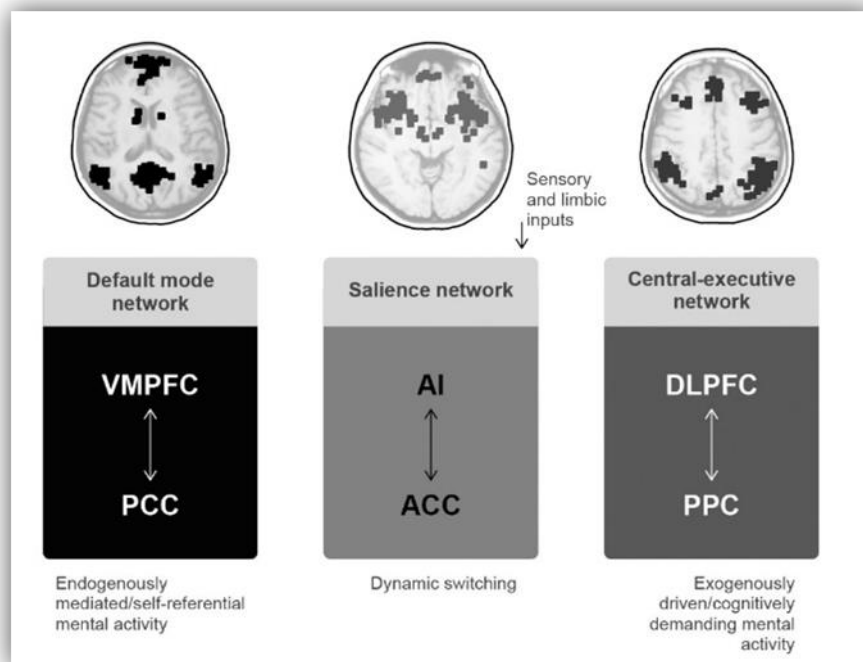 Sensory
and limbic
inputs
Default mode
network
VMPFC
PCC
Endogenously
mediated/self-referential
mental activity
Salience network
AI
ACC
Dynamic switching
Central-executive
network
DLPFC
PPC
Exogenously
driven/cognitively
demanding mental
activity